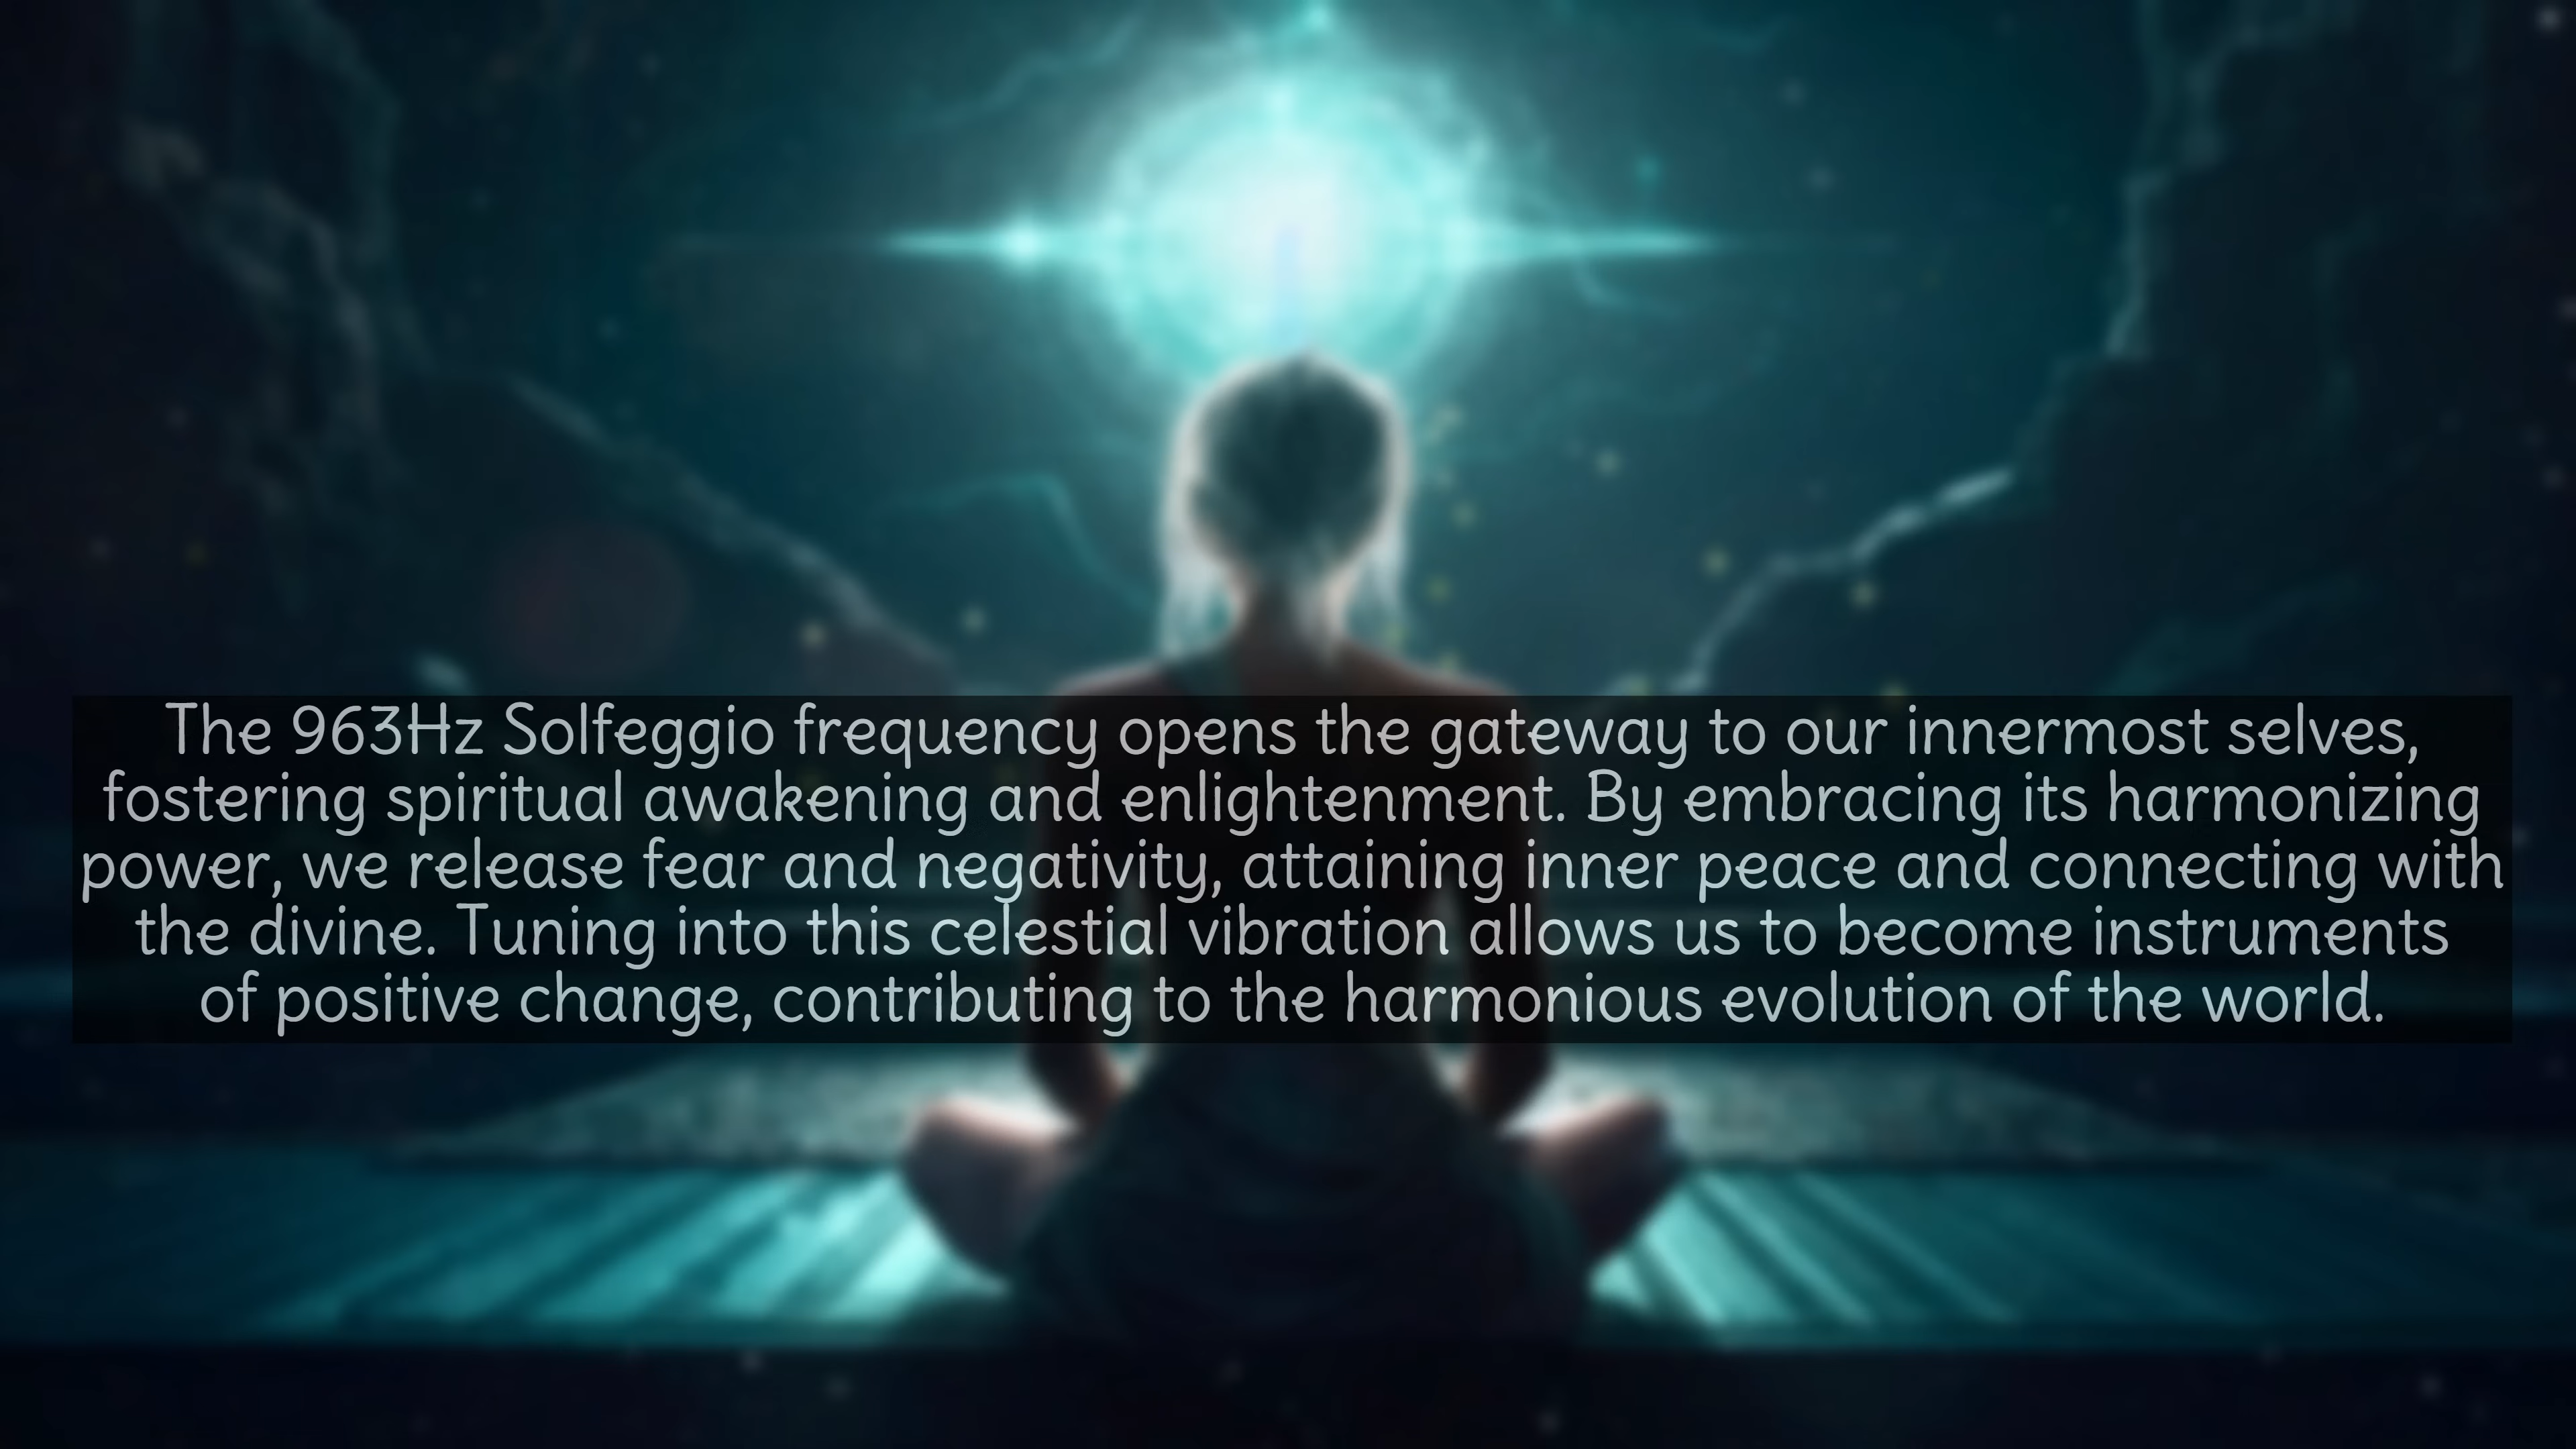 The 963Hz Solfeggio frequency opens the gateway to our innermost selves,
fostering spiritual awakening and enlightenment. By embracing its harmonizing
power, we release fear and negativity, attaining inner peace and connecting with
the divine. Tuning into this celestial vibration allows us to become instruments
of positive change, contributing to the harmonious evolution of the world.